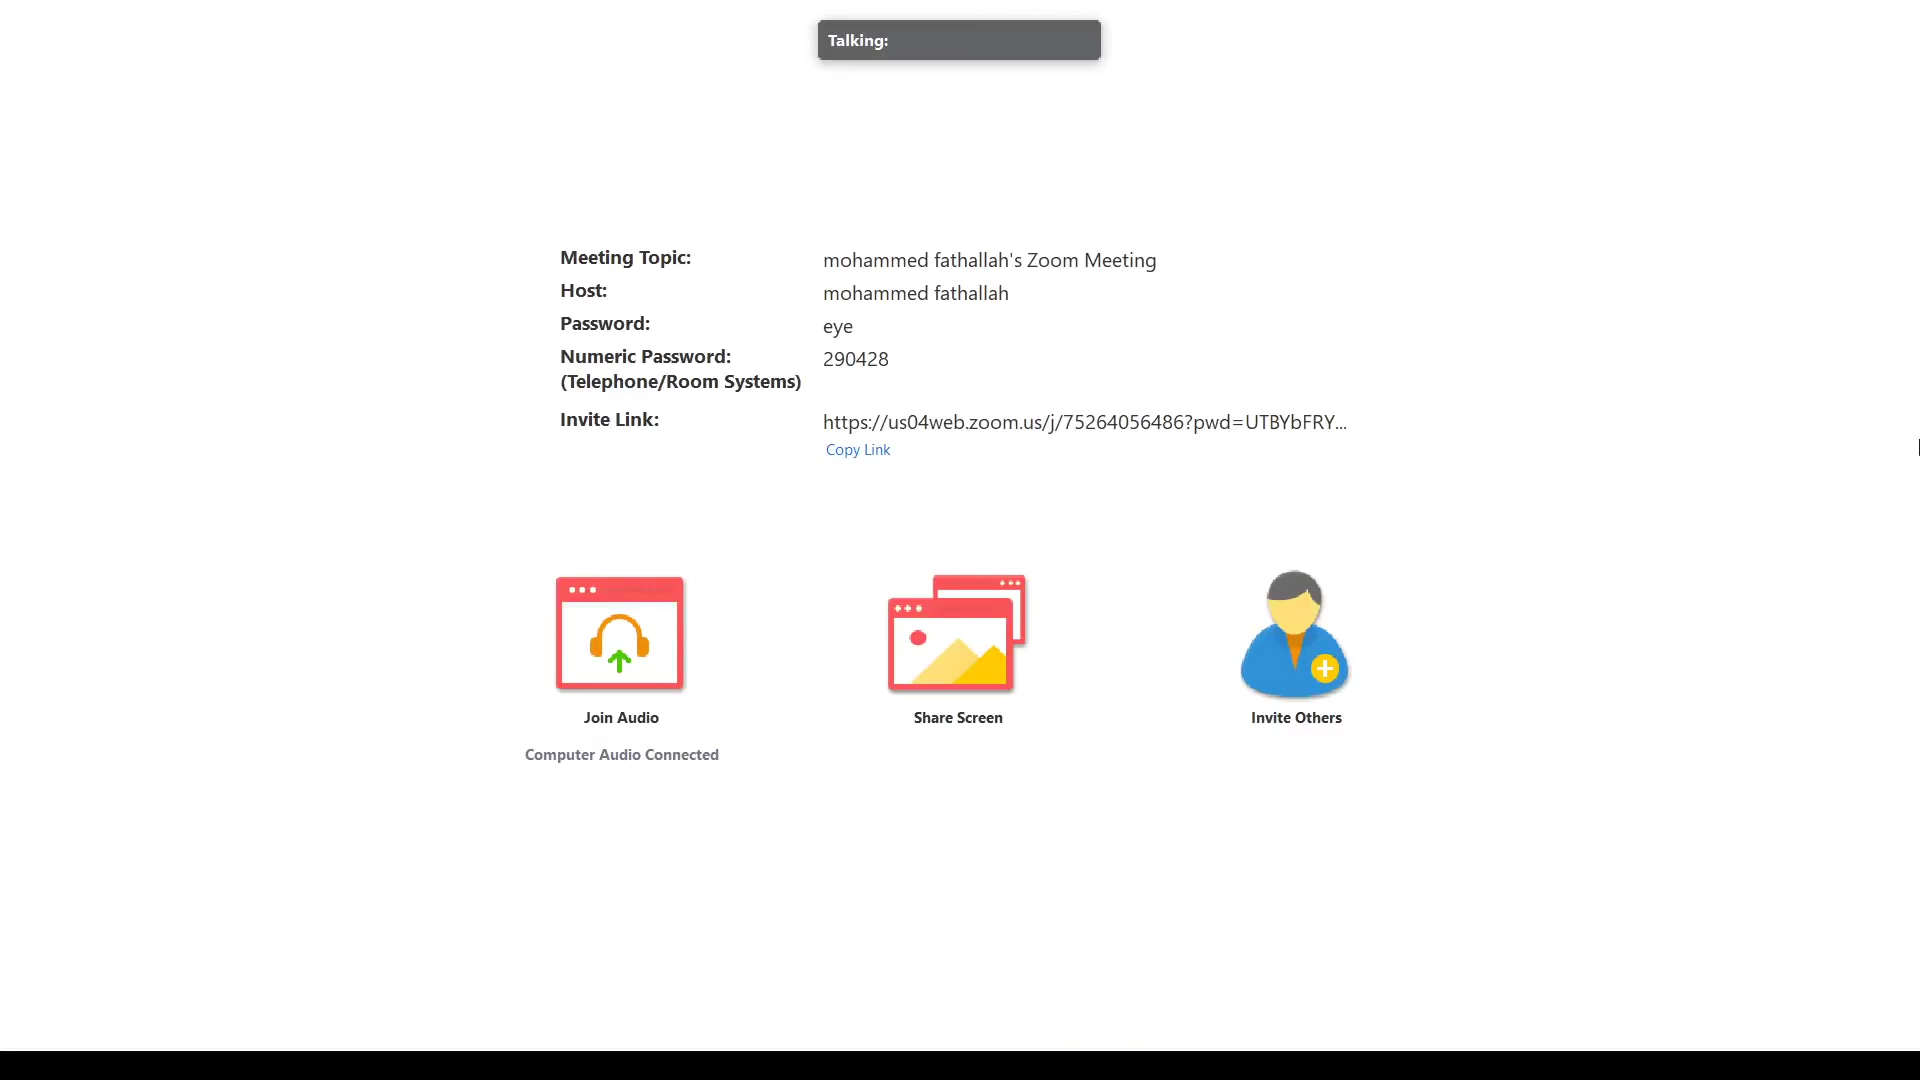 Talking:
Meeting Topic: mohammed fathallah's Zoom Meeting
Host: mohammed fathallah
Password: eye
Numeric Password: 290428
(Telephone/Room Systems)
Invite Link: https://us04web.zoom.us/j/75264056486?pwd=UTBYbFRY...
Copy Link
Join Audio
Share Screen
Invite Others
Computer Audio Connected